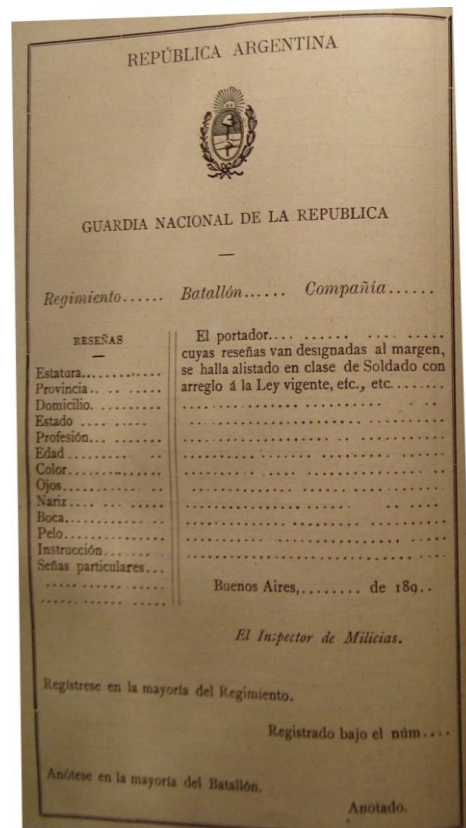 REPÚBLICA ARGENTINA
GUARDIA NACIONAL DE LA REPUBLICA
Regimiento...... Batallón...... Compañía......
RESEÑAS
Estatura.............
Provincia.. .. .....
Domicilio. ..........
Estado .... ........
Profesión... .......
Edad ......... ..
Color.............
Ojos..............
Nariz.... ... .....
Boca..............
Pelo..............
Instrucción.......
Señas particulares...
El portador.... ...... .... .....
cuyas reseñas van designadas al margen,
se halla alistado en clase de Soldado con
arreglo á la Ley vigente, etc., etc........
Buenos Aires,........ de 189..
El Inspector de Milicias.
Regístrese en la mayoría del Regimiento.
Registrado bajo el núm....
Anótese en la mayoría del Batallón.
Anotado.